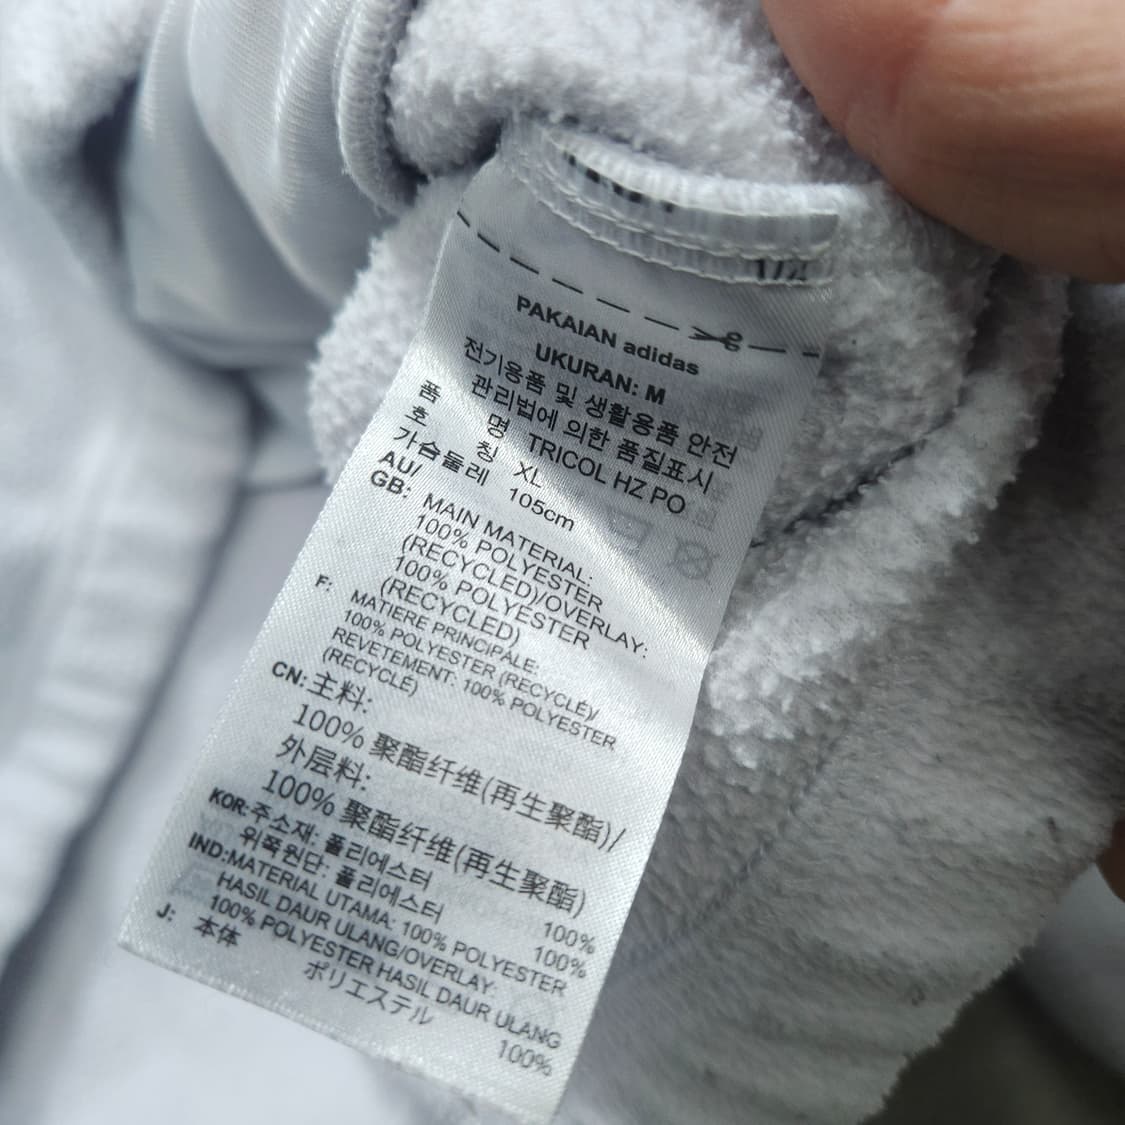 PAKAIAN adidas
UKURAN: M
전기용품 및 생활용품 안전
관리법에 의한 품질표시
품 명 TRICOL HZ PO
호 칭 XL
가슴둘레 105cm
AU/
GB: MAIN MATERIAL:
100% POLYESTER
(RECYCLED)/OVERLAY:
100% POLYESTER
(RECYCLED)
F: MATIERE PRINCIPALE:
100% POLYESTER (RECYCLÉ)/
REVETEMENT: 100% POLYESTER
(RECYCLÉ)
CN: 主料:
100% 聚酯纤维(再生聚酯)/
外层料:
100% 聚酯纤维(再生聚酯)
KOR: 주소재: 폴리에스터 100%
위폭원단: 폴리에스터 100%
IND: MATERIAL UTAMA: 100% POLYESTER
HASIL DAUR ULANG/OVERLAY:
100% POLYESTER HASIL DAUR ULANG
J: 本体
ポリエステル 100%